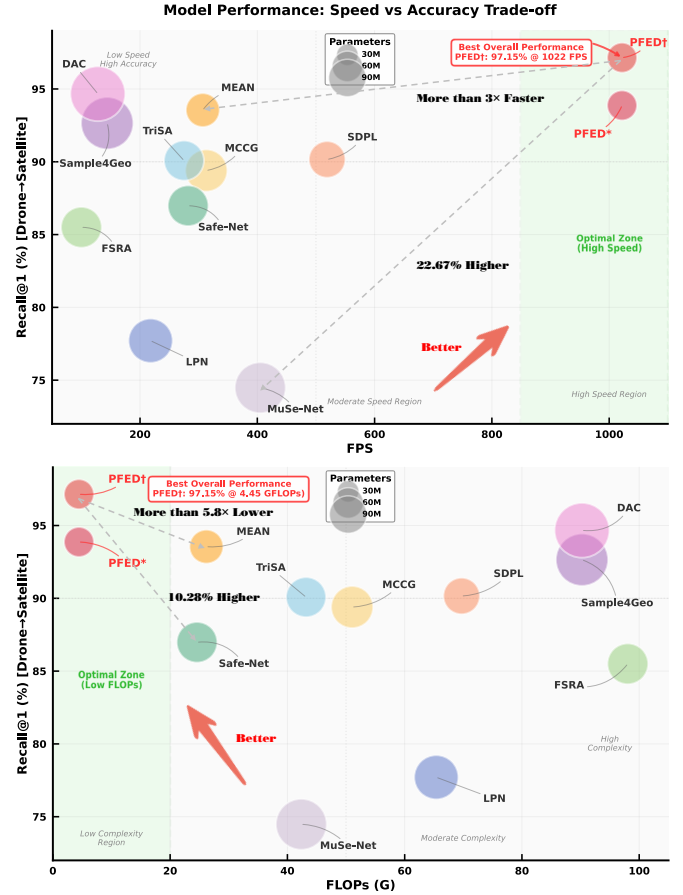 Model Performance: Speed vs Accuracy Trade-off
Low Speed
High Accuracy
DAC
Parameters
30M
60M
90M
Best Overall Performance
PFED†: 97.15% @ 1022 FPS
PFED†
MEAN
More than 3× Faster
PFED*
TriSA
MCCG
SDPL
Sample4Geo
Safe-Net
FSRA
Optimal Zone
(High Speed)
22.67% Higher
Better
LPN
MuSe-Net
Moderate Speed Region
High Speed Region
95
90
85
80
75
Recall@1 (%) [Drone→Satellite]
200
400
600
800
1000
FPS
PFED†
Best Overall Performance
PFED†: 97.15% @ 4.45 GFLOPs)
Parameters
30M
60M
90M
DAC
More than 5.8× Lower
MEAN
PFED*
TriSA
MCCG
SDPL
Sample4Geo
10.28% Higher
Safe-Net
Optimal Zone
(Low FLOPs)
FSRA
Better
High
Complexity
LPN
MuSe-Net
Low Complexity
Region
Moderate Complexity
95
90
85
80
75
Recall@1 (%) [Drone→Satellite]
0
20
40
60
80
100
FLOPs (G)